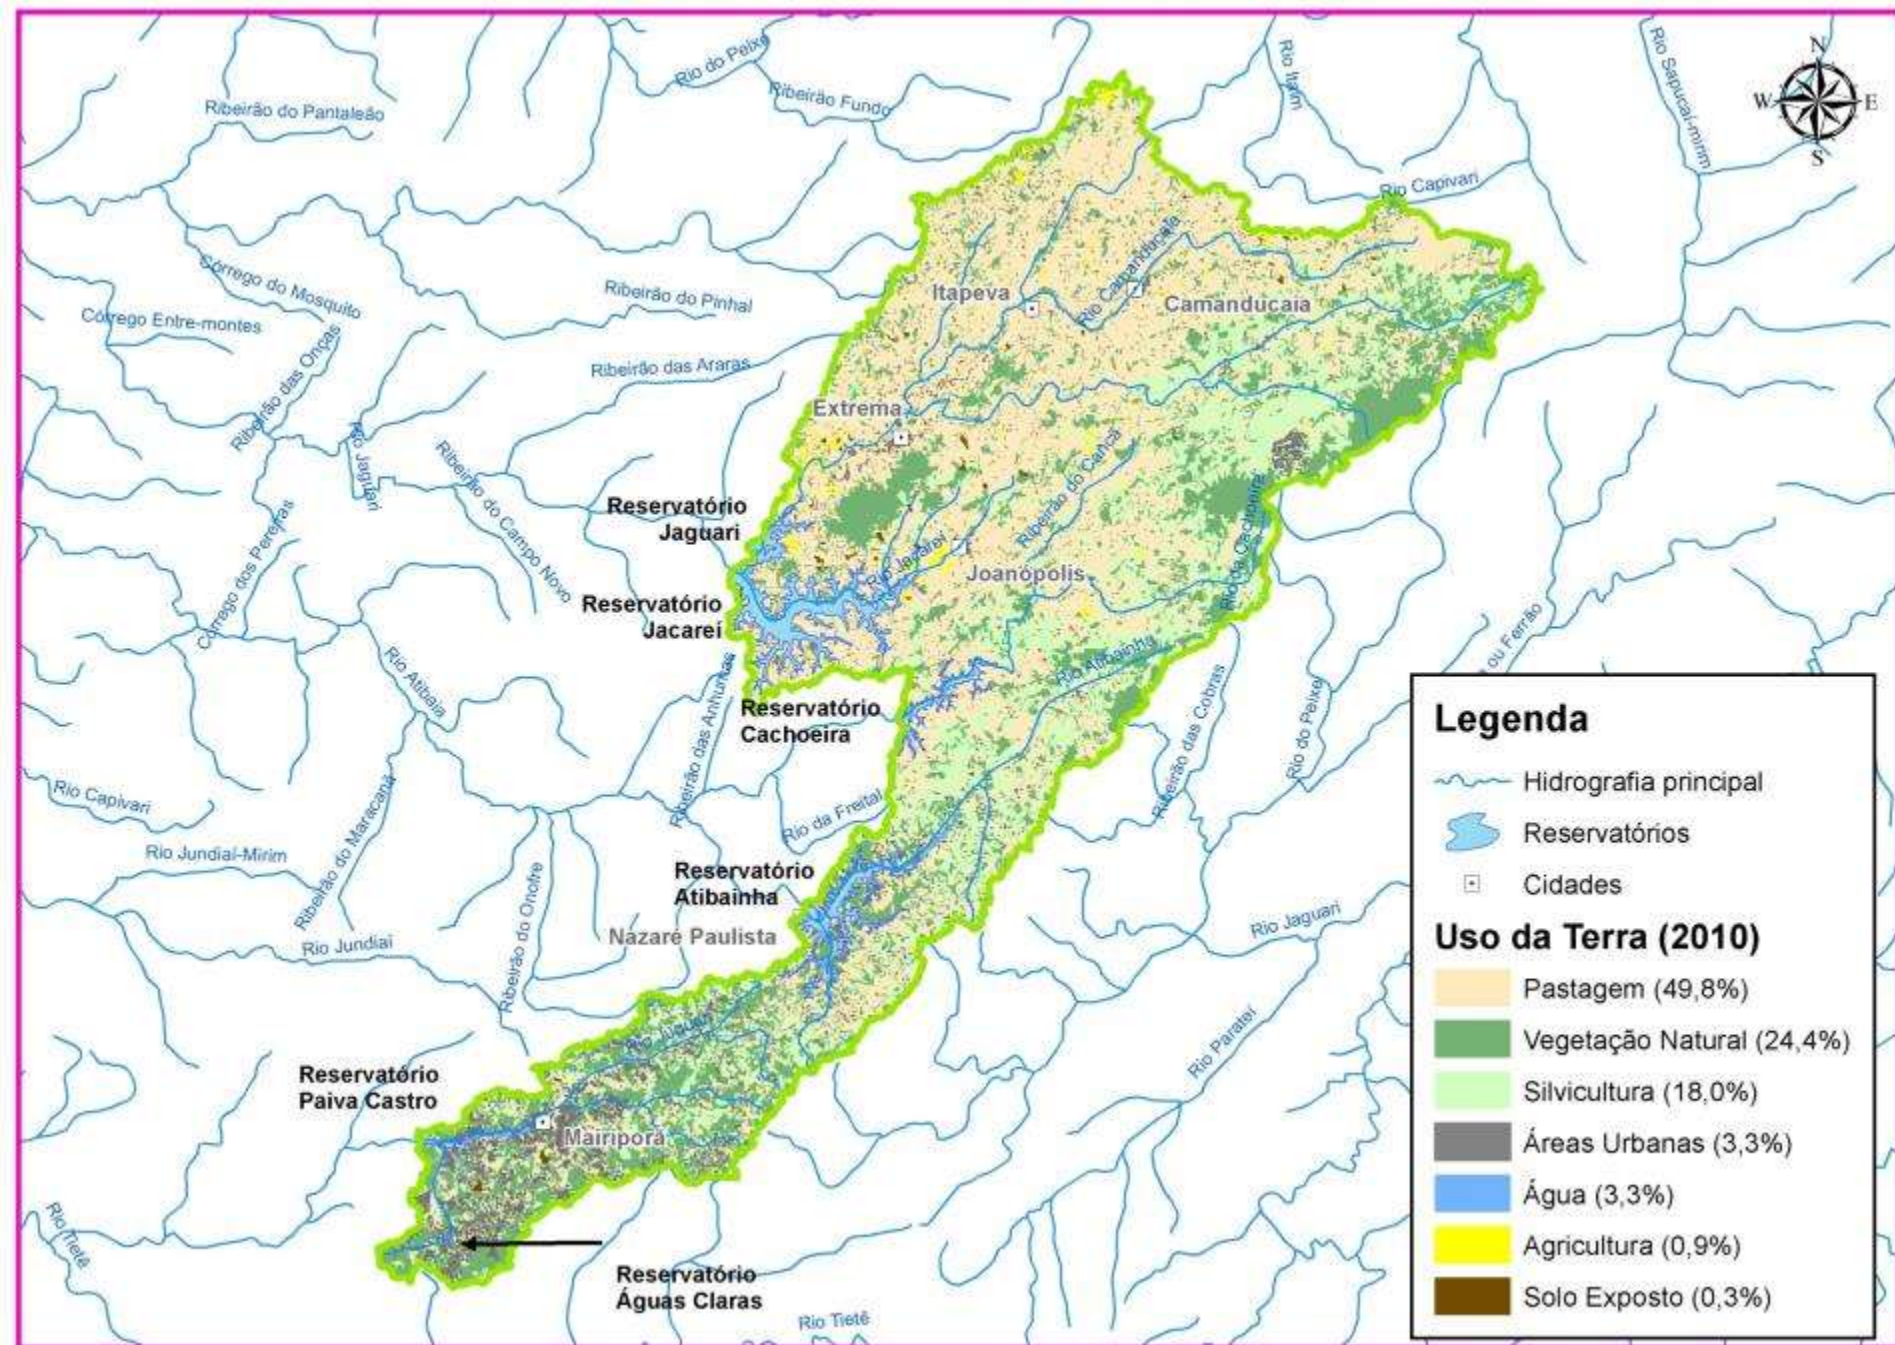 N
W E
S
Rio do Peixe
Ribeirão Fundo
Ribeirão do Pantaleão
Rio Itaim
Rio Sapucaí-mirim
Rio Capivari
Córrego do Mosquito
Ribeirão do Pinhal
Córrego Entre-montes
Ribeirão das Onças
Ribeirão das Araras
Itapeva
Rio Camanducaia
Camanducaia
Extrema
Rio Jaguari
Ribeirão do Campo Novo
Córrego dos Pereiras
Reservatório
Jaguari
Ribeirão do Cancã
Rio da Cachoeira
Rio Jacareí
Joanópolis
Reservatório
Jacareí
Rio Atibaia
Ribeirão das Anhumas
Rio Atibainha
Ribeirão das Cobras
Rio do Peixe
ou Ferrão
Reservatório
Cachoeira
Rio Capivari
Ribeirão do Maracanã
Rio da Freital
Rio Jundiaí-Mirim
Reservatório
Atibainha
Ribeirão do Onofre
Nazaré Paulista
Rio Jundiaí
Rio Jaguari
Rio Parateí
Reservatório
Paiva Castro
Mairiporã
Rio Tietê
Reservatório
Águas Claras
Rio Tietê
Legenda
Hidrografia principal
Reservatórios
Cidades
Uso da Terra (2010)
Pastagem (49,8%)
Vegetação Natural (24,4%)
Silvicultura (18,0%)
Áreas Urbanas (3,3%)
Água (3,3%)
Agricultura (0,9%)
Solo Exposto (0,3%)